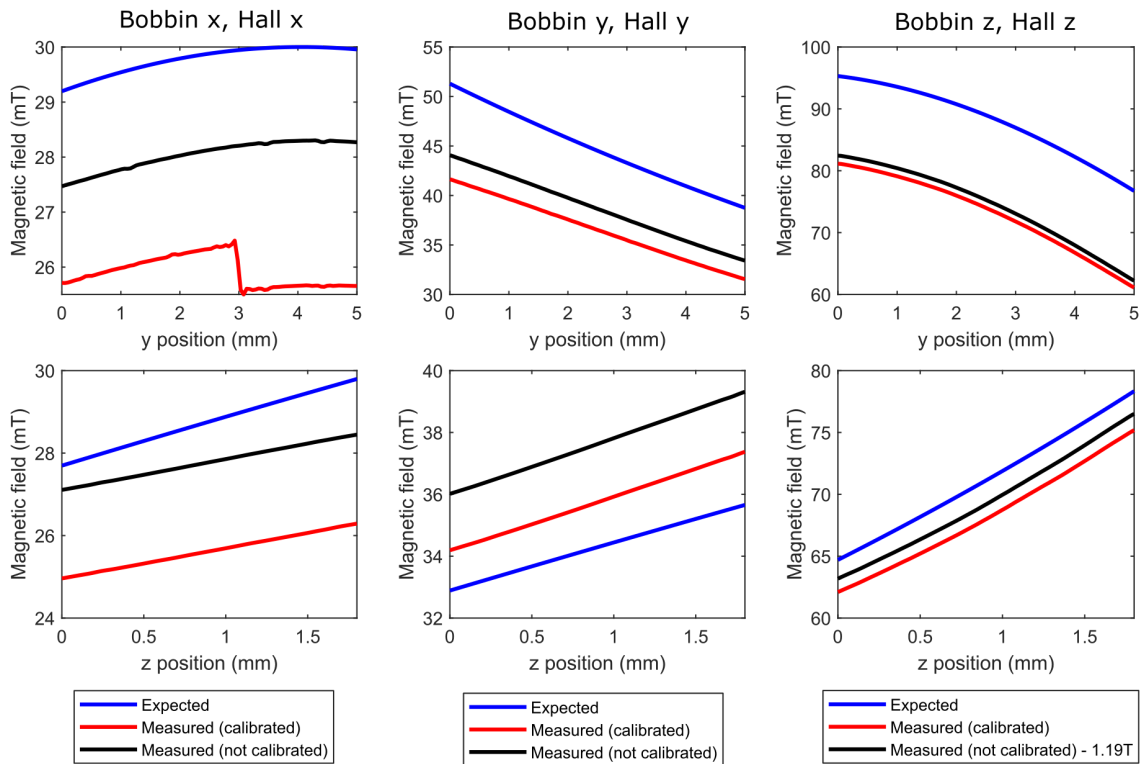 Bobbin x, Hall x
Bobbin y, Hall y
Bobbin z, Hall z
Magnetic field (mT)
30
29
28
27
26
25
0
1
2
3
4
5
y position (mm)
Magnetic field (mT)
55
50
45
40
35
30
0
1
2
3
4
5
y position (mm)
Magnetic field (mT)
100
90
80
70
60
0
1
2
3
4
5
y position (mm)
Magnetic field (mT)
30
28
26
24
0
0.5
1
1.5
z position (mm)
Magnetic field (mT)
40
38
36
34
32
0
0.5
1
1.5
z position (mm)
Magnetic field (mT)
80
75
70
65
60
0
0.5
1
1.5
z position (mm)
Expected
Measured (calibrated)
Measured (not calibrated)
Expected
Measured (calibrated)
Measured (not calibrated)
Expected
Measured (calibrated)
Measured (not calibrated) - 1.19T